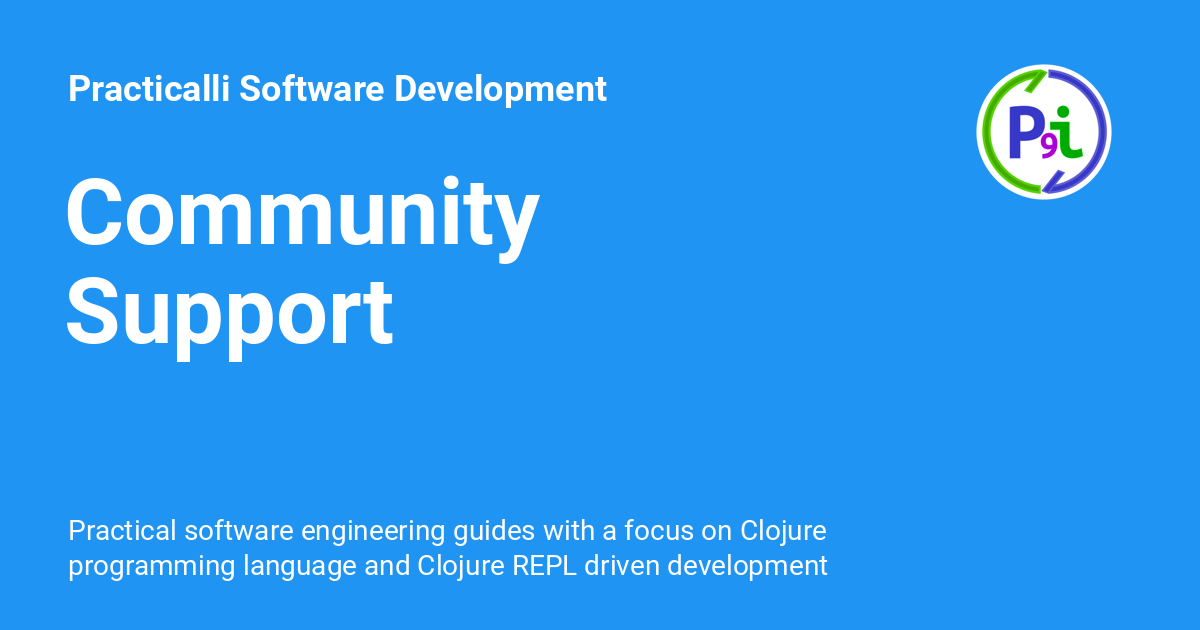 Practicalli Software Development
P9i
Community
Support
Practical software engineering guides with a focus on Clojure
programming language and Clojure REPL driven development